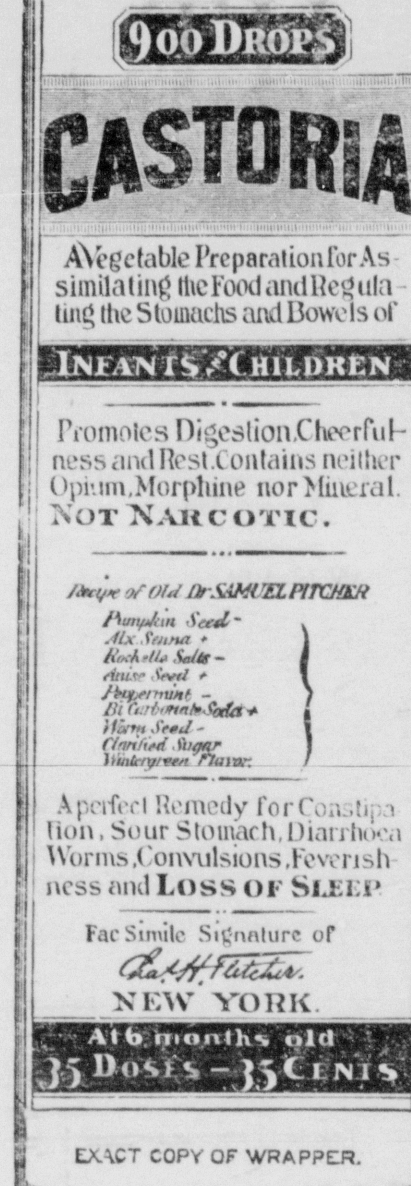 900 DROPS
CASTORIA
AVegetable Preparation for As-
similating the Food and Regula-
ting the Stomachs and Bowels of
INFANTS AND CHILDREN
Promotes Digestion, Cheerful-
ness and Rest. Contains neither
Opium, Morphine nor Mineral.
NOT NARCOTIC.
Recipe of Old Dr. SAMUEL PITCHER
Pumpkin Seed -
Alx. Senna +
Rochelle Salts -
Anise Seed +
Peppermint -
Bi Carbonate Soda +
Worm Seed -
Clarified Sugar
Wintergreen Flavor.
A perfect Remedy for Constipa-
tion, Sour Stomach, Diarrhoea
Worms, Convulsions, Feverish-
ness and LOSS OF SLEEP.
Fac Simile Signature of
Chas. H. Fletcher.
NEW YORK.
At 6 months old
35 DOSES - 35 CENTS
EXACT COPY OF WRAPPER.